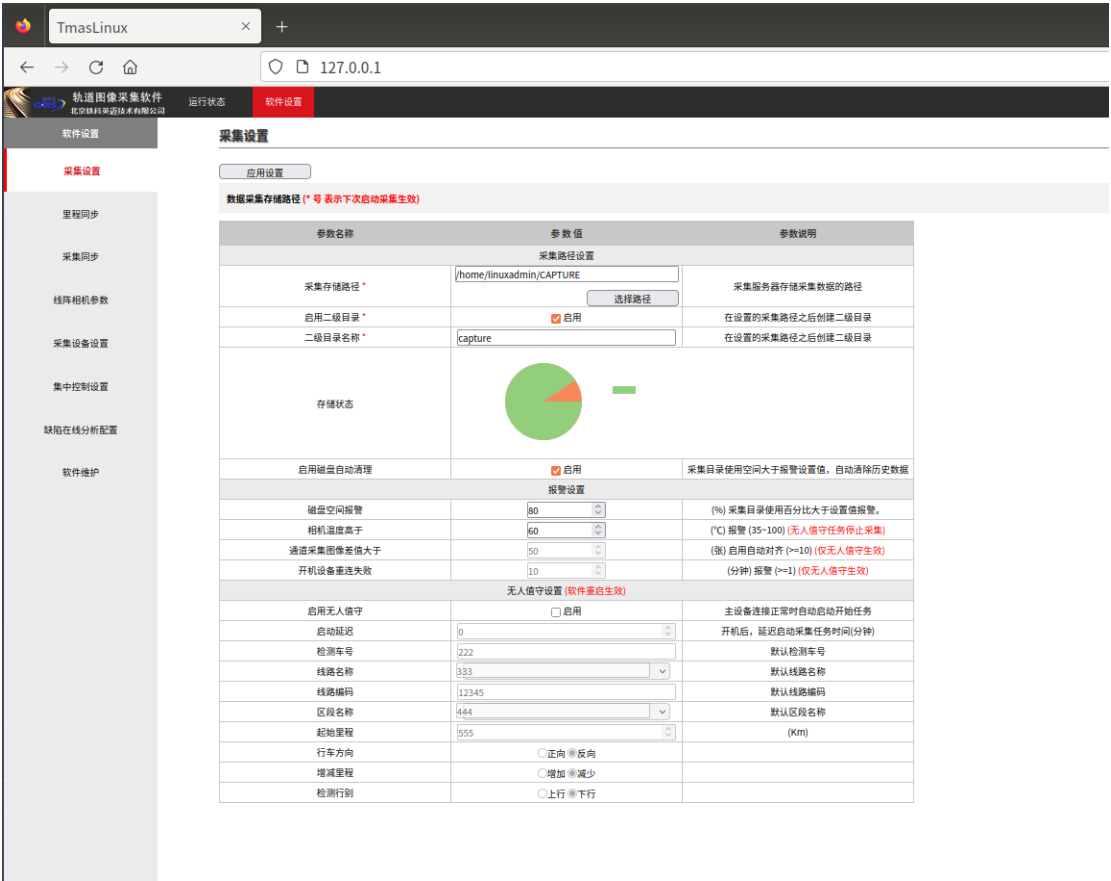 TmasLinux
127.0.0.1
轨道图像采集软件
北京铁科英迈技术有限公司
运行状态 软件设置
软件设置
采集设置
里程同步
采集同步
线阵相机参数
采集设备设置
集中控制设置
缺陷在线分析配置
软件维护
采集设置
应用设置
数据采集存储路径 (* 号 表示下次启动采集生效)
参数名称 参 数 值 参数说明
采集路径设置
采集存储路径 * /home/linuxadmin/CAPTURE 选择路径 采集服务器存储采集数据的路径
启用二级目录 * 启用 在设置的采集路径之后创建二级目录
二级目录名称 * capture 在设置的采集路径之后创建二级目录
存储状态
启用磁盘自动清理 启用 采集目录使用空间大于报警设置值，自动清除历史数据
报警设置
磁盘空间报警 80 (%) 采集目录使用百分比大于设置值报警。
相机温度高于 60 (℃) 报警 (35~100) (无人值守任务停止采集)
通道采集图像差值大于 50 (张) 启用自动对齐 (>=10) (仅无人值守生效)
开机设备重连失败 10 (分钟) 报警 (>=1) (仅无人值守生效)
无人值守设置 (软件重启生效)
启用无人值守 启用 主设备连接正常时自动启动开始任务
启动延迟 0 开机后，延迟启动采集任务时间(分钟)
检测车号 222 默认检测车号
线路名称 333 默认线路名称
线路编码 12345 默认线路编码
区段名称 444 默认区段名称
起始里程 555 (Km)
行车方向 正向 反向
增减里程 增加 减少
检测行别 上行 下行